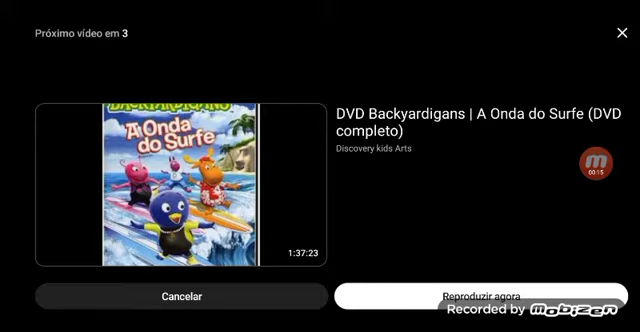 Próximo vídeo em 3
BACKYARDIGANS
A Onda
do Surfe
1:37:23
DVD Backyardigans | A Onda do Surfe (DVD
completo)
Discovery kids Arts
00:15
Cancelar
Reproduzir agora
Recorded by MOBIZEN